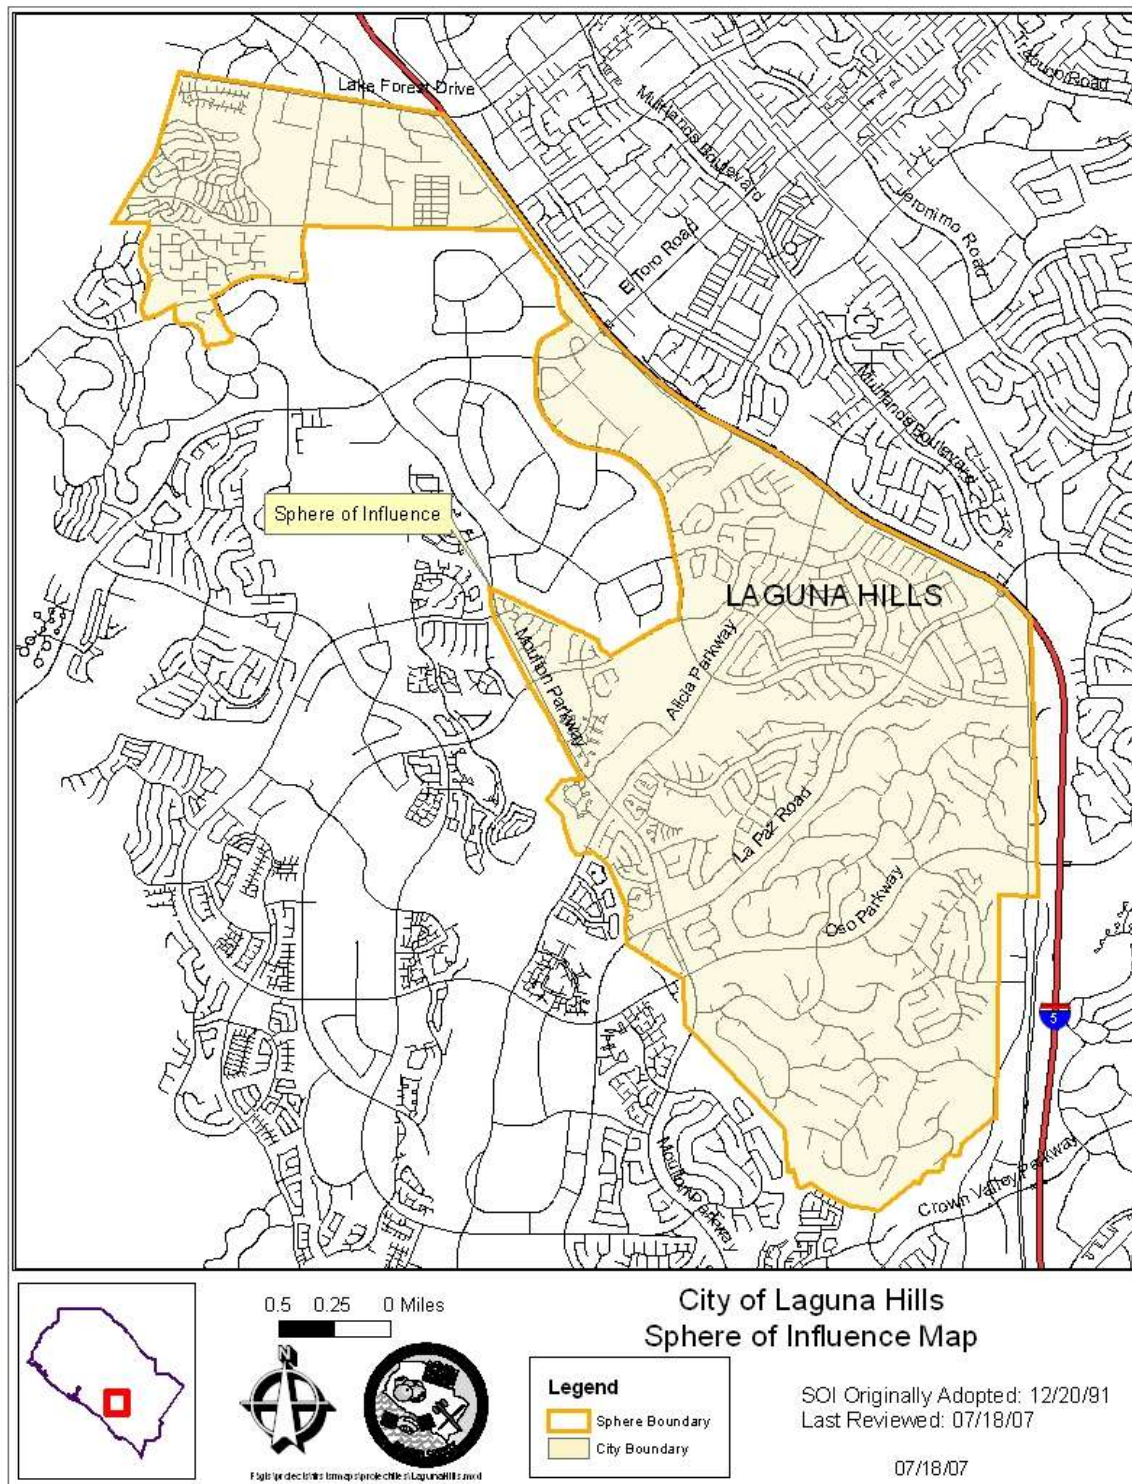 Lake Forest Drive
Trabuco Road
Muirlands Boulevard
Jeronimo Road
El Toro Road
Muirlands Boulevard
Sphere of Influence
LAGUNA HILLS
Moulton Parkway
Alicia Parkway
La Paz Road
Oso Parkway
5
Moulton Parkway
Crown Valley Parkway
0.5 0.25 0 Miles
N
City of Laguna Hills
Sphere of Influence Map
Legend
Sphere Boundary
City Boundary
SOI Originally Adopted: 12/20/91
Last Reviewed: 07/18/07
07/18/07